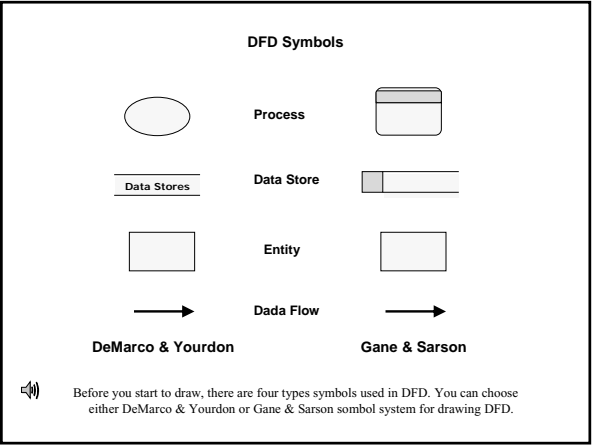 DFD Symbols
Process
Data Stores
Data Store
Entity
Dada Flow
DeMarco & Yourdon
Gane & Sarson
Before you start to draw, there are four types symbols used in DFD. You can choose
either DeMarco & Yourdon or Gane & Sarson sombol system for drawing DFD.